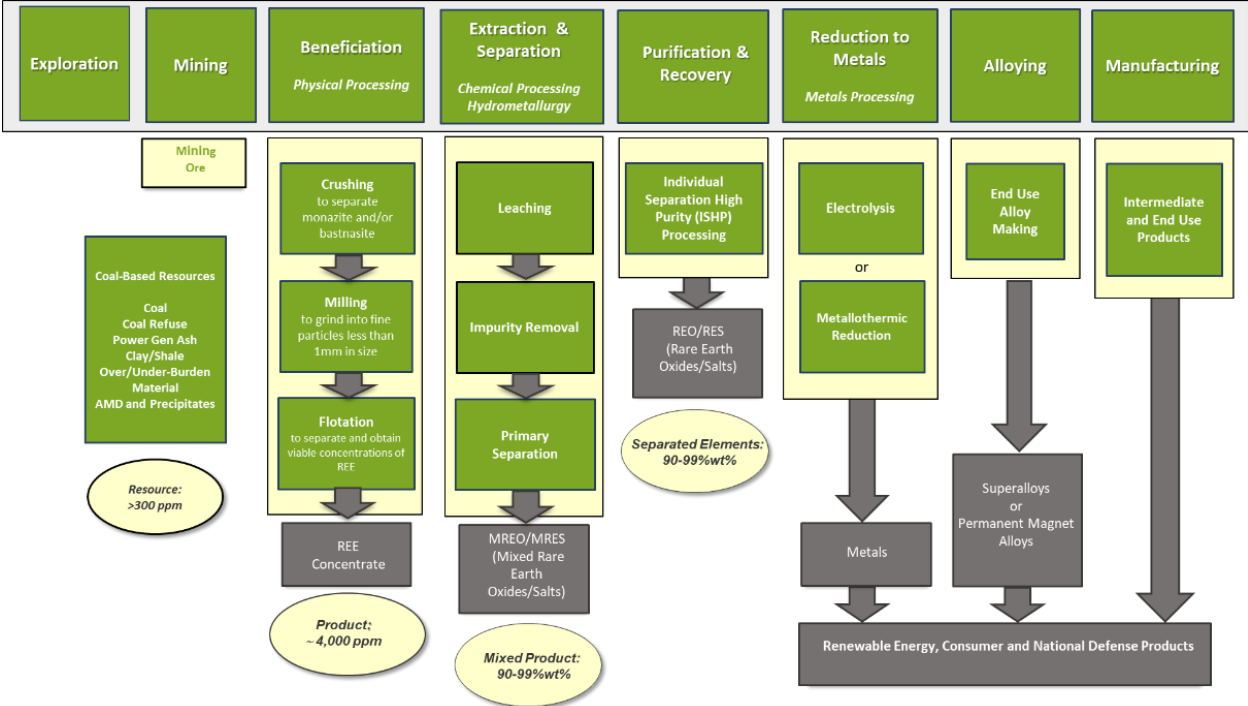 Exploration
Mining
Beneficiation
Physical Processing
Extraction &
Separation
Chemical Processing
Hydrometallurgy
Purification &
Recovery
Reduction to
Metals
Metals Processing
Alloying
Manufacturing
Mining
Ore
Coal-Based Resources
Coal
Coal Refuse
Power Gen Ash
Clay/Shale
Over/Under-Burden
Material
AMD and Precipitates
Resource:
>300 ppm
Crushing
to separate
monazite and/or
bastnasite
Milling
to grind into fine
particles less than
1mm in size
Flotation
to separate and obtain
viable concentrations of
REE
REE
Concentrate
Product;
~4,000 ppm
Leaching
Impurity Removal
Primary
Separation
MREO/MRES
(Mixed Rare
Earth
Oxides/Salts)
Mixed Product:
90-99%wt%
Individual
Separation High
Purity (ISHP)
Processing
REO/RES
(Rare Earth
Oxides/Salts)
Separated Elements:
90-99%wt%
Electrolysis
or
Metallothermic
Reduction
Metals
End Use
Alloy
Making
Superalloys
or
Permanent Magnet
Alloys
Intermediate
and End Use
Products
Renewable Energy, Consumer and National Defense Products